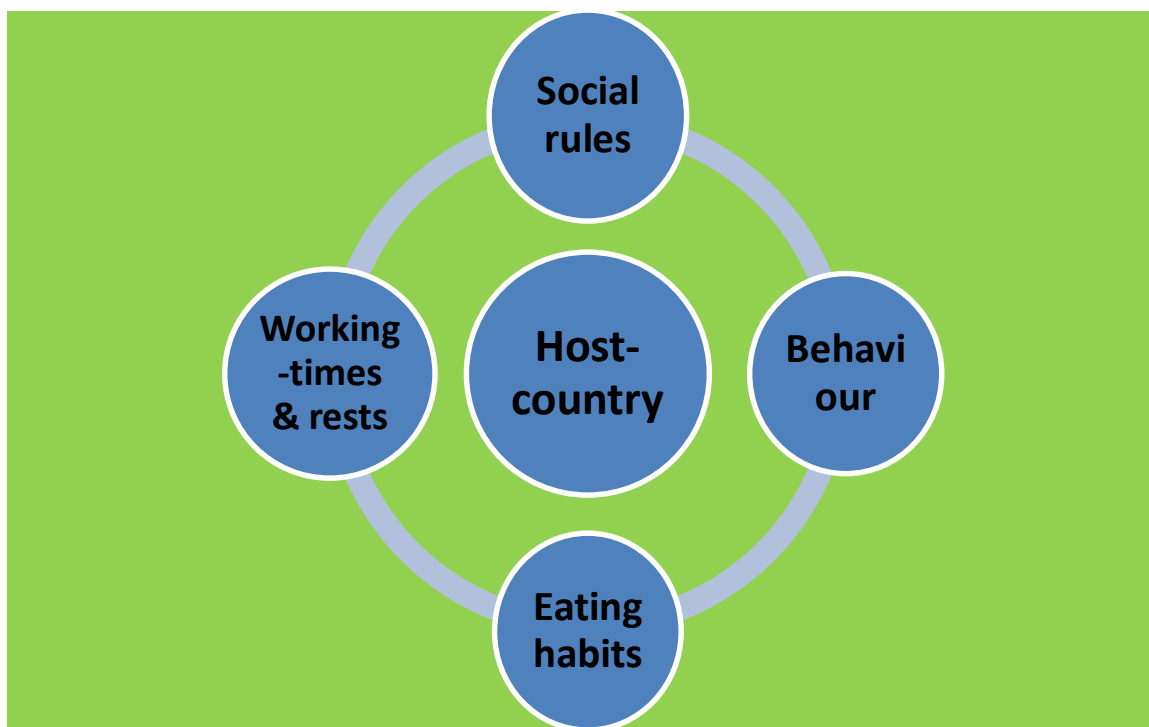 Social
rules
Working
-times
& rests
Host-
country
Behavi
our
Eating
habits